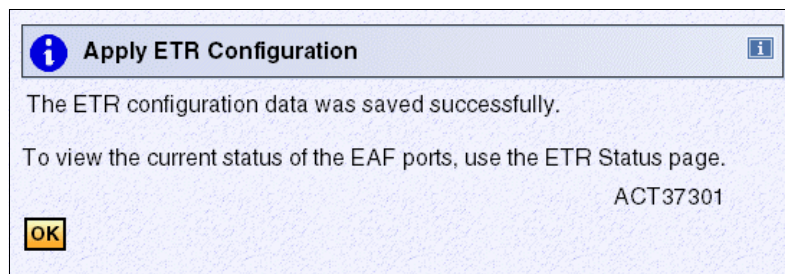 Apply ETR Configuration
The ETR configuration data was saved successfully.
To view the current status of the EAF ports, use the ETR Status page.
ACT37301
OK